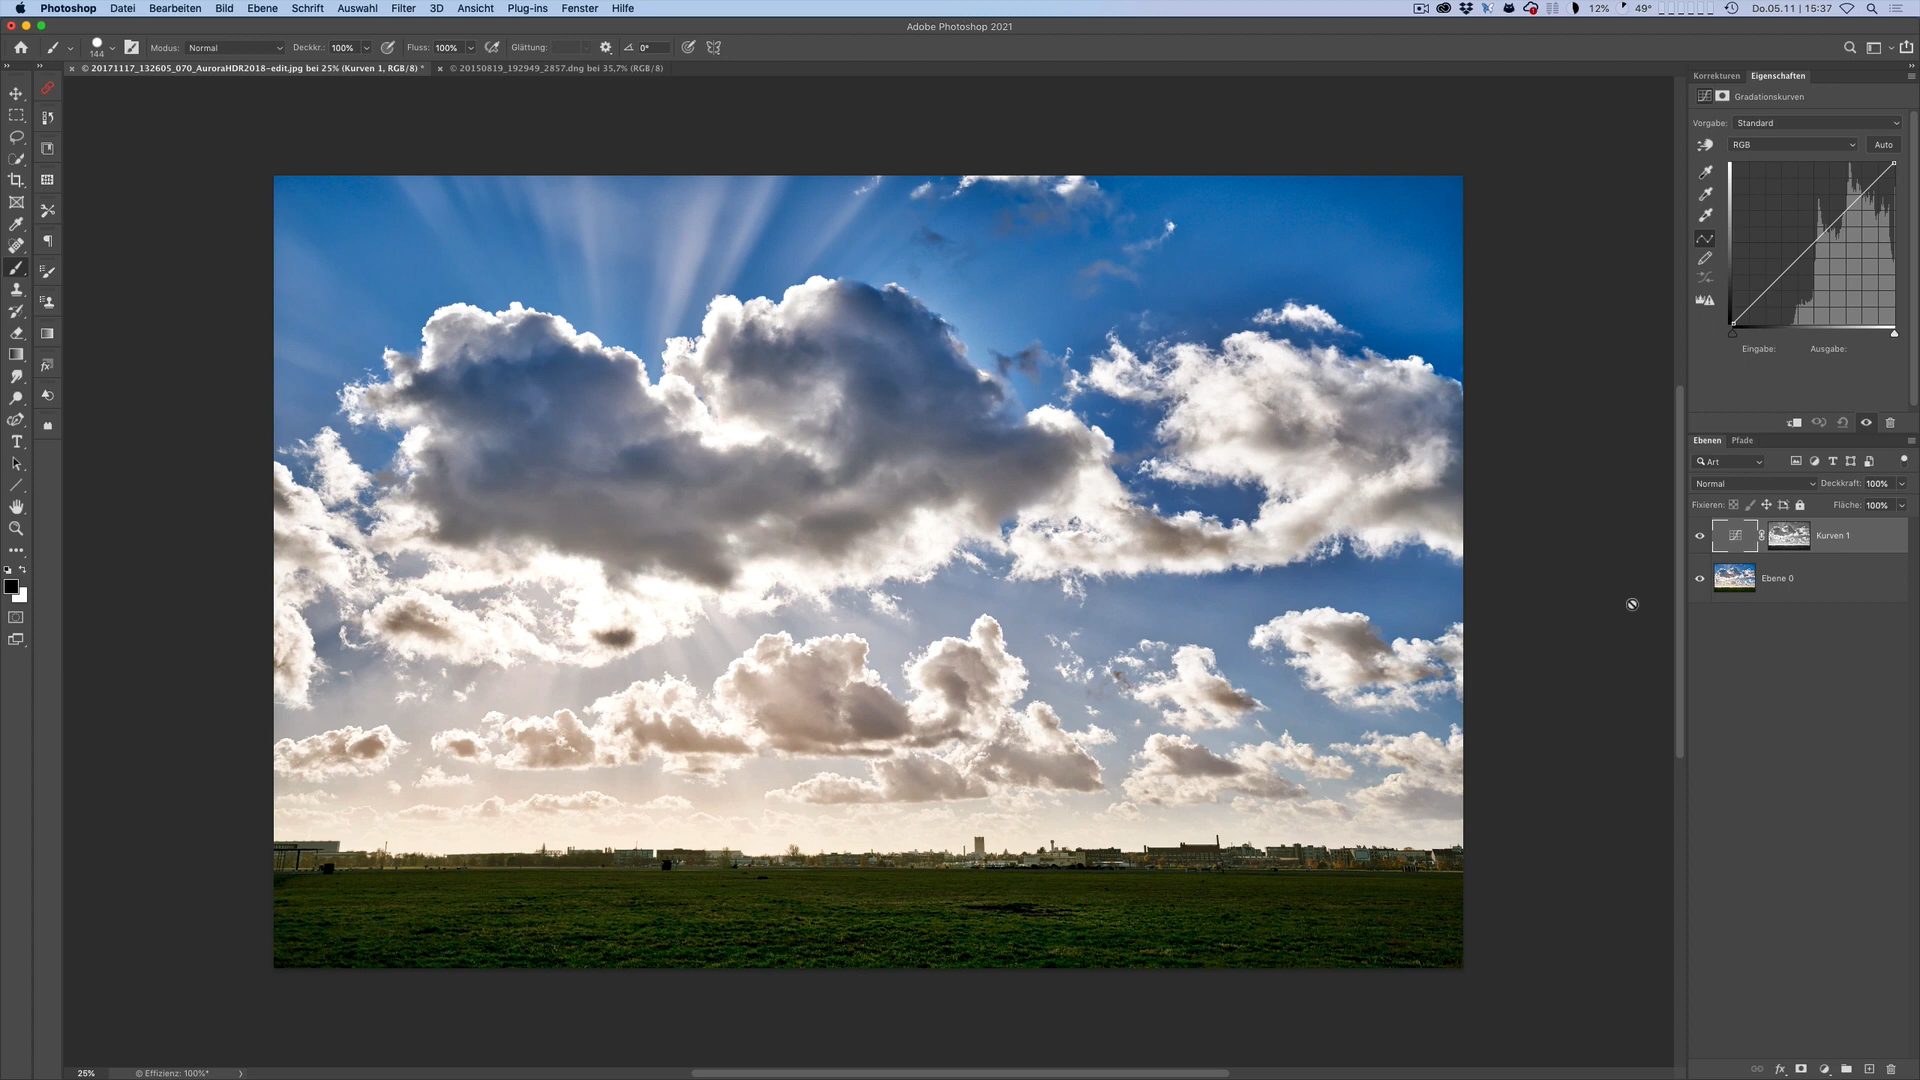 Photoshop Datei Bearbeiten Bild Ebene Schrift Auswahl Filter 3D Ansicht Plug-ins Fenster Hilfe 12% 49° Do.05.11 | 15:37
Adobe Photoshop 2021
144 Modus: Normal Deckkr.: 100% Fluss: 100% Glättung: 0°
© 20171117_132605_070_AuroraHDR2018-edit.jpg bei 25% (Kurven 1, RGB/8) * © 20150819_192949_2857.dng bei 35,7% (RGB/8)
Korrekturen Eigenschaften
Gradationskurven
Vorgabe: Standard
RGB Auto
Eingabe: Ausgabe:
Ebenen Pfade
Art
Normal Deckkraft: 100%
Fixieren: Fläche: 100%
Kurven 1
Ebene 0
25% © Effizienz: 100%*